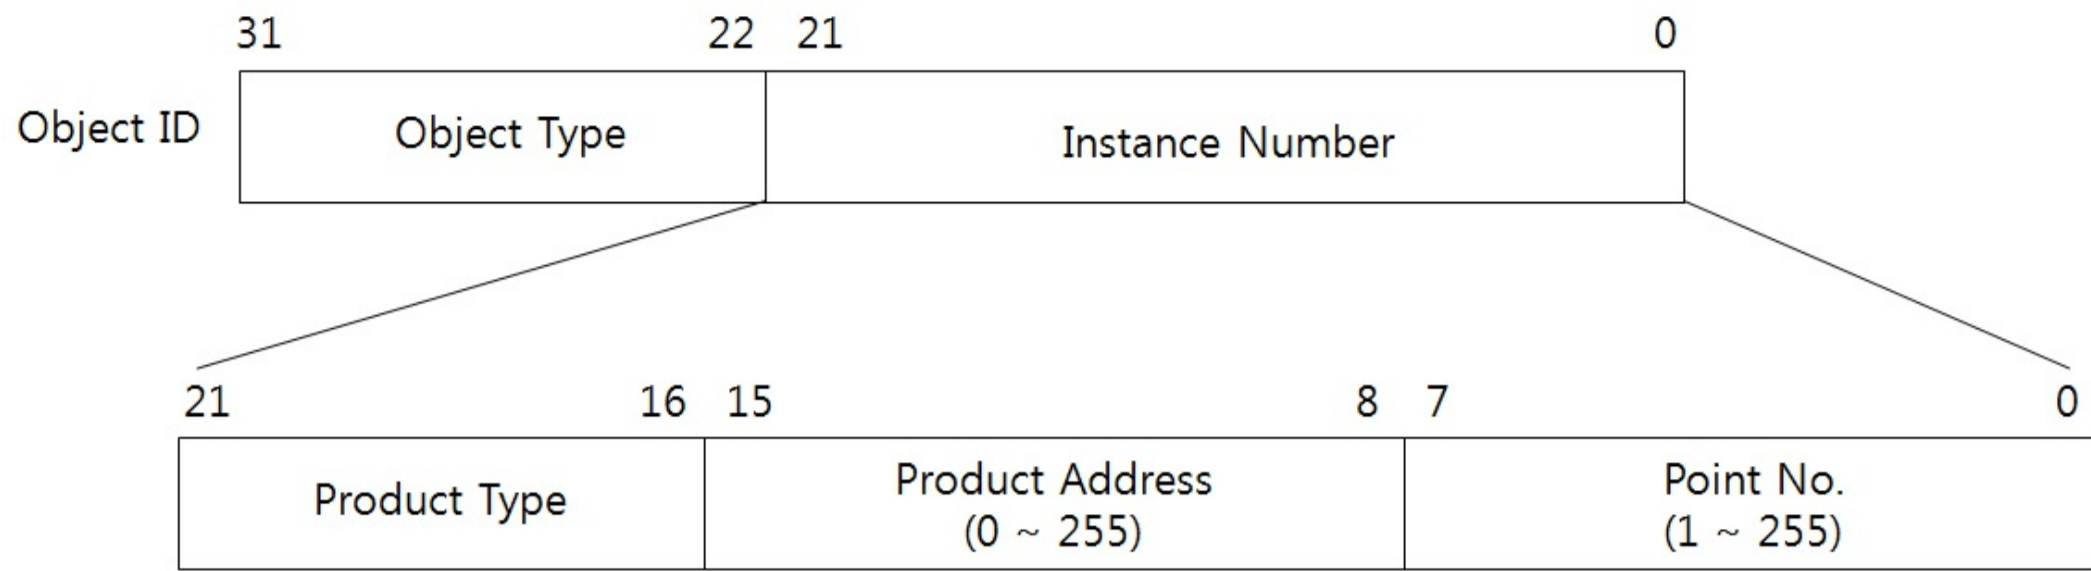 31 22 21 0
Object ID Object Type Instance Number
21 16 15 8 7 0
Product Type Product Address Point No.
(0 ~ 255) (1 ~ 255)